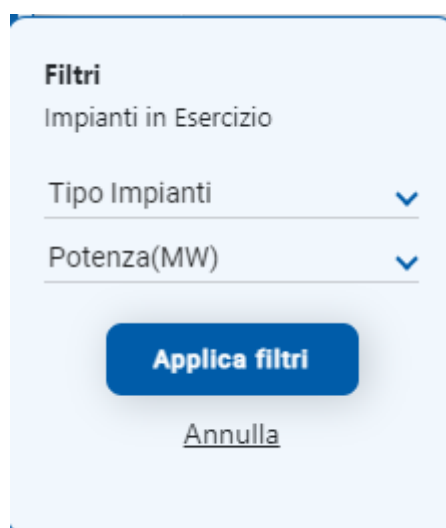 Filtri
Impianti in Esercizio
Tipo Impianti
Potenza(MW)
Applica filtri
Annulla